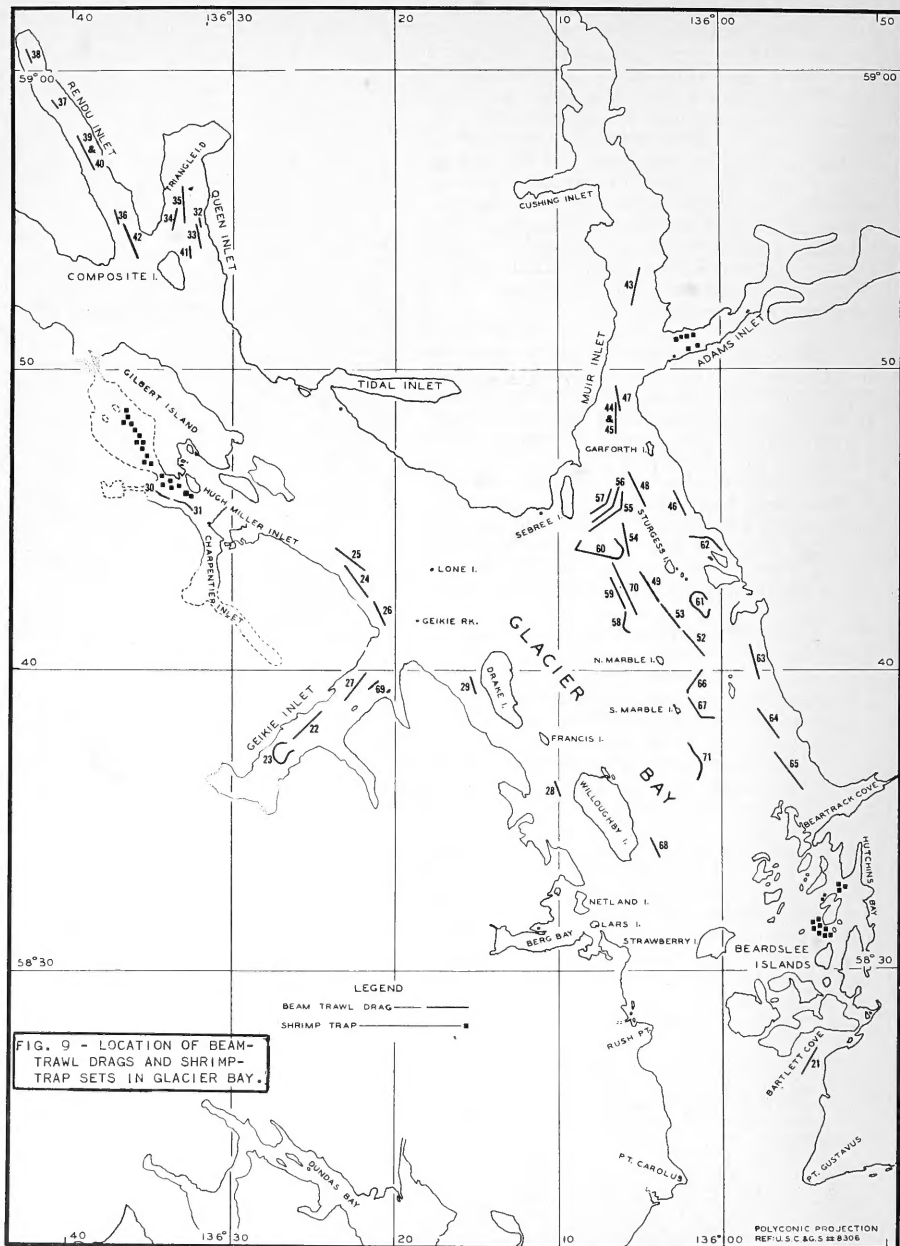 40
136° 30
20
10
136° 00
50
59° 00
59° 00
38
37
RENDU INLET
39
&
40
36
42
TRIANGLE I.D
35
34
32
33
41
QUEEN INLET
COMPOSITE I.
CUSHING INLET
43
MUIR INLET
ADAMS INLET
50
50
TIDAL INLET
GILBERT ISLAND
47
44
&
45
GARFORTH I.
30
31
HUGH MILLER INLET
CHARPENTIER INLET
SEBREE I.
57
56
55
48
46
54
STURGESS I.
62
60
25
24
26
LONE I.
GEIKIE RK.
59
70
49
53
61
58
52
GLACIER
BAY
N. MARBLE I.
40
40
63
66
67
S. MARBLE I.
64
65
GEIKIE INLET
27
69
22
23
29
DRAKE I.
FRANCIS I.
71
28
WILLOUGHBY I.
68
BEARTRACK COVE
HUTCHINS BAY
NETLAND I.
LARS I.
BERG BAY
STRAWBERRY I.
BEARDSLEE
ISLANDS
58° 30
58° 30
LEGEND
BEAM TRAWL DRAG
SHRIMP TRAP
RUSH PT.
BARTLETT COVE
21
FIG. 9 - LOCATION OF BEAM-
TRAWL DRAGS AND SHRIMP-
TRAP SETS IN GLACIER BAY.
DUNDAS BAY
PT. CAROLUS
PT. GUSTAVUS
40
136° 30
20
10
136° 00
POLYCONIC PROJECTION
REF: U.S.C.&G.S ## 8306